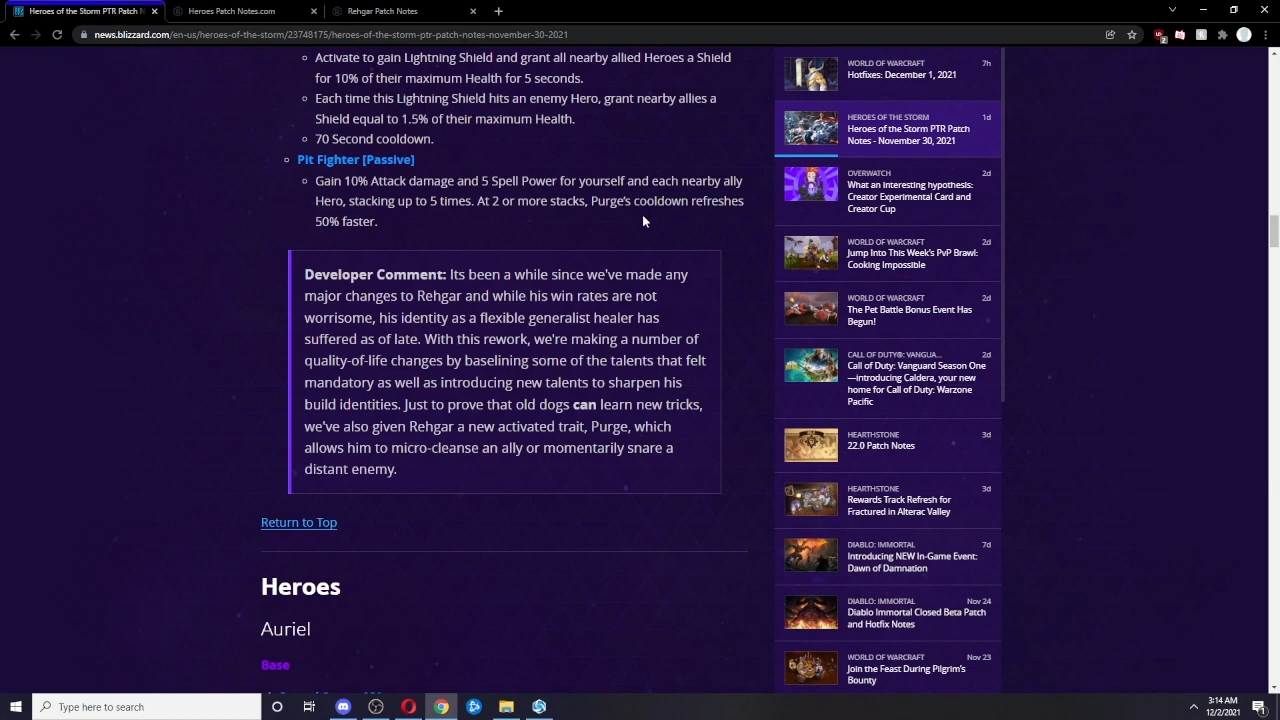 Heroes of the Storm PTR Patch N
Heroes Patch Notes.com
Rehgar Patch Notes
news.blizzard.com/en-us/heroes-of-the-storm/23748175/heroes-of-the-storm-ptr-patch-notes-november-30-2021
2
Activate to gain Lightning Shield and grant all nearby allied Heroes a Shield
for 10% of their maximum Health for 5 seconds.
Each time this Lightning Shield hits an enemy Hero, grant nearby allies a
Shield equal to 1.5% of their maximum Health.
70 Second cooldown.
Pit Fighter [Passive]
Gain 10% Attack damage and 5 Spell Power for yourself and each nearby ally
Hero, stacking up to 5 times. At 2 or more stacks, Purge's cooldown refreshes
50% faster.
Developer Comment: Its been a while since we've made any
major changes to Rehgar and while his win rates are not
worrisome, his identity as a flexible generalist healer has
suffered as of late. With this rework, we're making a number of
quality-of-life changes by baselining some of the talents that felt
mandatory as well as introducing new talents to sharpen his
build identities. Just to prove that old dogs can learn new tricks,
we've also given Rehgar a new activated trait, Purge, which
allows him to micro-cleanse an ally or momentarily snare a
distant enemy.
Return to Top
Heroes
Auriel
Base
WORLD OF WARCRAFT 7h
Hotfixes: December 1, 2021
HEROES OF THE STORM 1d
Heroes of the Storm PTR Patch
Notes - November 30, 2021
OVERWATCH 2d
What an interesting hypothesis:
Creator Experimental Card and
Creator Cup
WORLD OF WARCRAFT 2d
Jump Into This Week's PvP Brawl:
Cooking Impossible
WORLD OF WARCRAFT 2d
The Pet Battle Bonus Event Has
Begun!
CALL OF DUTY®: VANGUA... 2d
Call of Duty: Vanguard Season One
—introducing Caldera, your new
home for Call of Duty: Warzone
Pacific
HEARTHSTONE 3d
22.0 Patch Notes
HEARTHSTONE 3d
Rewards Track Refresh for
Fractured in Alterac Valley
DIABLO: IMMORTAL 7d
Introducing NEW In-Game Event:
Dawn of Damnation
DIABLO: IMMORTAL Nov 24
Diablo Immortal Closed Beta Patch
and Hotfix Notes
WORLD OF WARCRAFT Nov 23
Join the Feast During Pilgrim's
Bounty
Type here to search
3:14 AM
12/2/2021
1